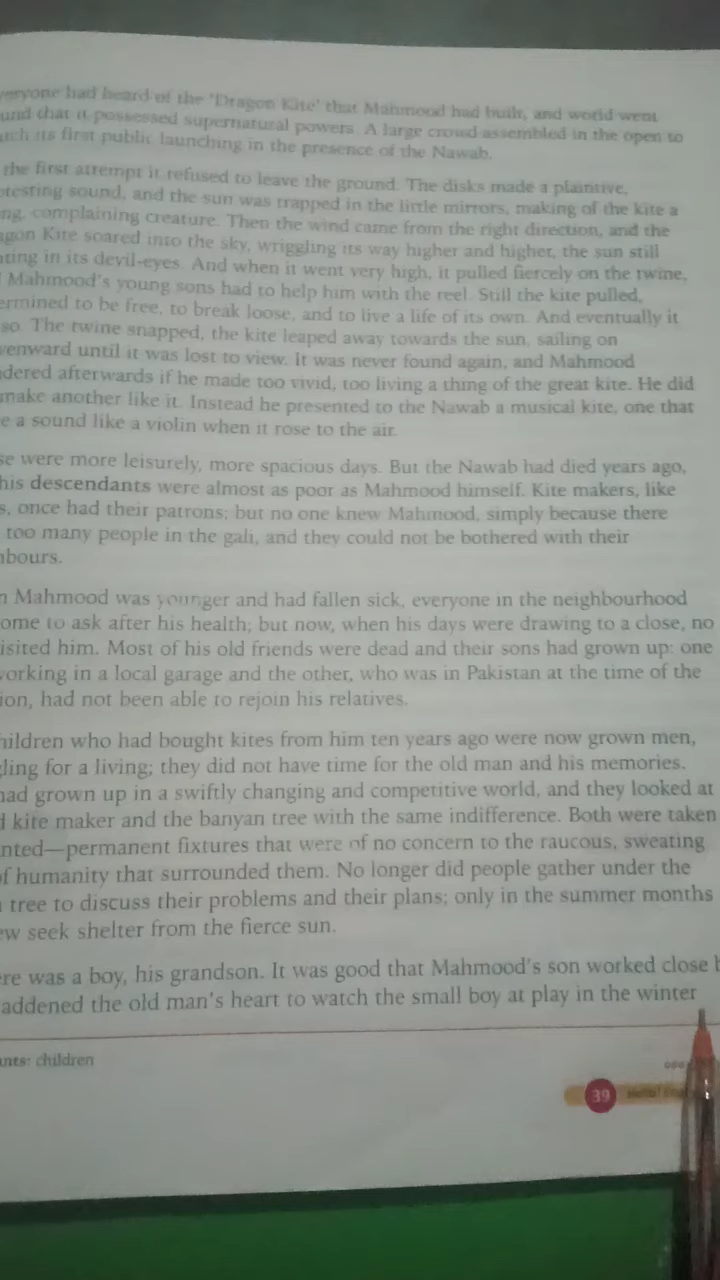 everyone had heard of the 'Dragon Kite' that Mahmood had built, and world went
und that it possessed supernatural powers. A large crowd assembled in the open to
atch its first public launching in the presence of the Nawab.
the first attempt it refused to leave the ground. The disks made a plaintive,
otesting sound, and the sun was trapped in the little mirrors, making of the kite a
ng, complaining creature. Then the wind came from the right direction, and the
agon Kite soared into the sky, wriggling its way higher and higher, the sun still
ting in its devil-eyes. And when it went very high, it pulled fiercely on the twine,
Mahmood's young sons had to help him with the reel. Still the kite pulled,
ermined to be free, to break loose, and to live a life of its own. And eventually it
so. The twine snapped, the kite leaped away towards the sun, sailing on
venward until it was lost to view. It was never found again, and Mahmood
dered afterwards if he made too vivid, too living a thing of the great kite. He did
make another like it. Instead he presented to the Nawab a musical kite, one that
e a sound like a violin when it rose to the air.
se were more leisurely, more spacious days. But the Nawab had died years ago,
his descendants were almost as poor as Mahmood himself. Kite makers, like
s, once had their patrons; but no one knew Mahmood, simply because there
too many people in the gali, and they could not be bothered with their
bours.
n Mahmood was younger and had fallen sick, everyone in the neighbourhood
ome to ask after his health; but now, when his days were drawing to a close, no
isited him. Most of his old friends were dead and their sons had grown up: one
vorking in a local garage and the other, who was in Pakistan at the time of the
ion, had not been able to rejoin his relatives.
hildren who had bought kites from him ten years ago were now grown men,
gling for a living; they did not have time for the old man and his memories.
had grown up in a swiftly changing and competitive world, and they looked at
d kite maker and the banyan tree with the same indifference. Both were taken
nted—permanent fixtures that were of no concern to the raucous, sweating
of humanity that surrounded them. No longer did people gather under the
n tree to discuss their problems and their plans; only in the summer months
ew seek shelter from the fierce sun.
ere was a boy, his grandson. It was good that Mahmood's son worked close b
addened the old man's heart to watch the small boy at play in the winter
ants: children
39